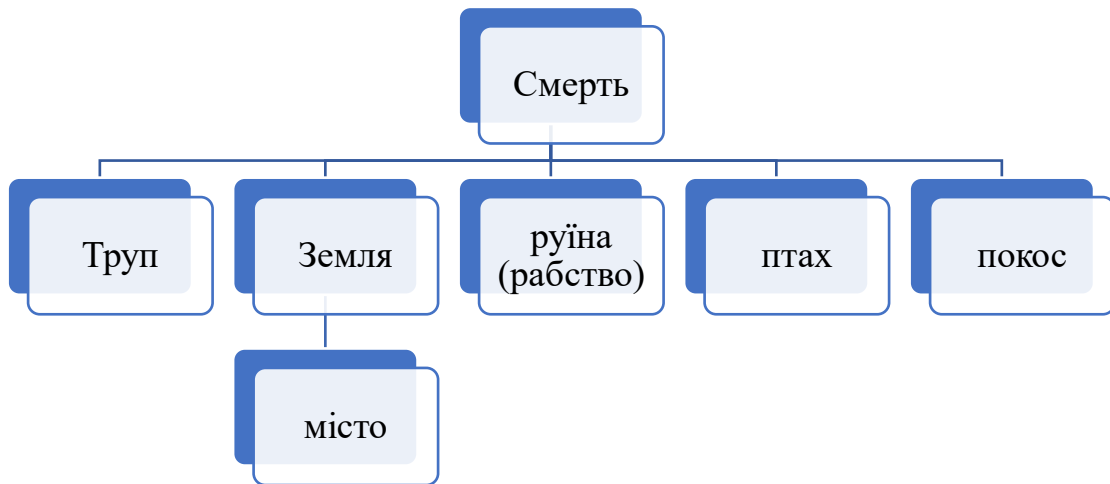 Смерть
Труп
Земля
руїна
(рабство)
птах
покос
місто